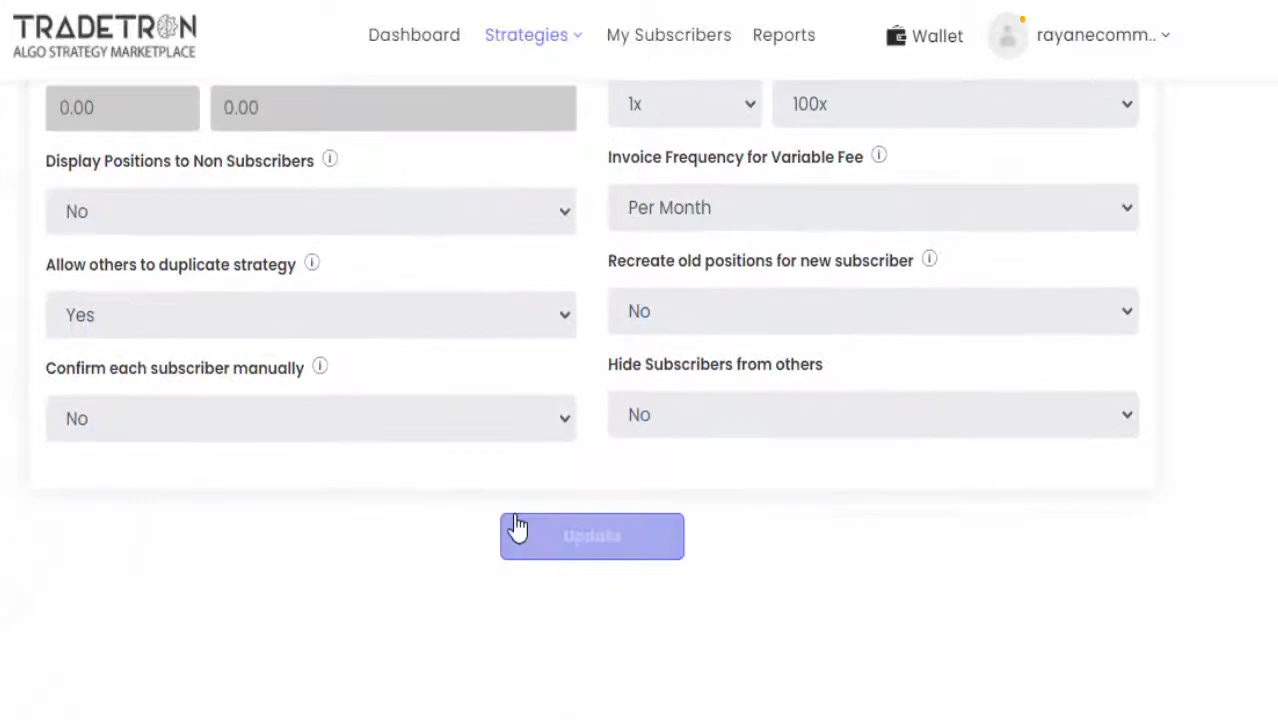 TRADETRON
ALGO STRATEGY MARKETPLACE
Dashboard Strategies My Subscribers Reports Wallet rayanecomm..
0.00 0.00 1x 100x
Display Positions to Non Subscribers Invoice Frequency for Variable Fee
No Per Month
Allow others to duplicate strategy Recreate old positions for new subscriber
Yes No
Confirm each subscriber manually Hide Subscribers from others
No No
Update